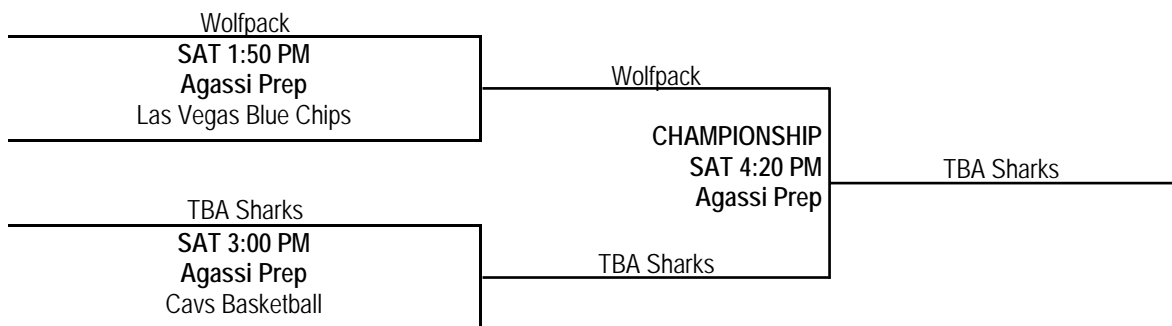 Wolfpack
SAT 1:50 PM
Agassi Prep
Las Vegas Blue Chips
Wolfpack
CHAMPIONSHIP
SAT 4:20 PM
Agassi Prep
TBA Sharks
TBA Sharks
SAT 3:00 PM
Agassi Prep
Cavs Basketball
TBA Sharks